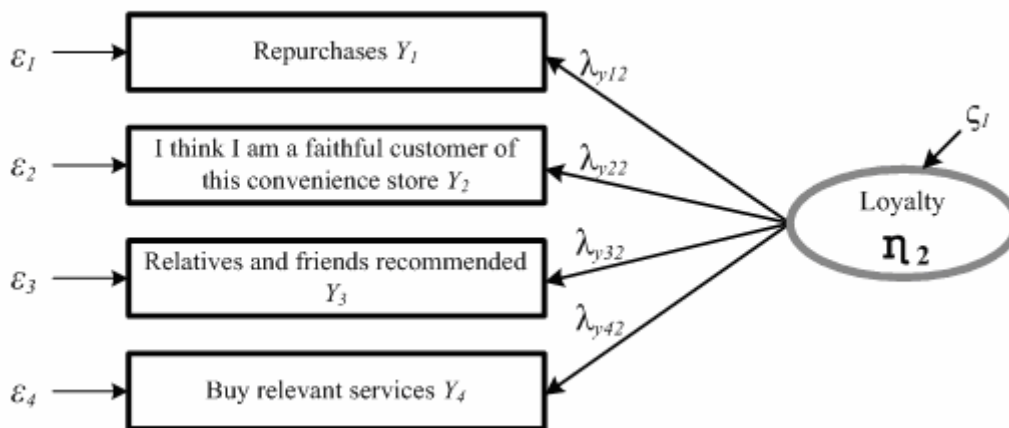 ε1
Repurchases Y1
λy12
ς1
ε2
I think I am a faithful customer of
this convenience store Y2
λy22
Loyalty
η2
ε3
Relatives and friends recommended
Y3
λy32
λy42
ε4
Buy relevant services Y4